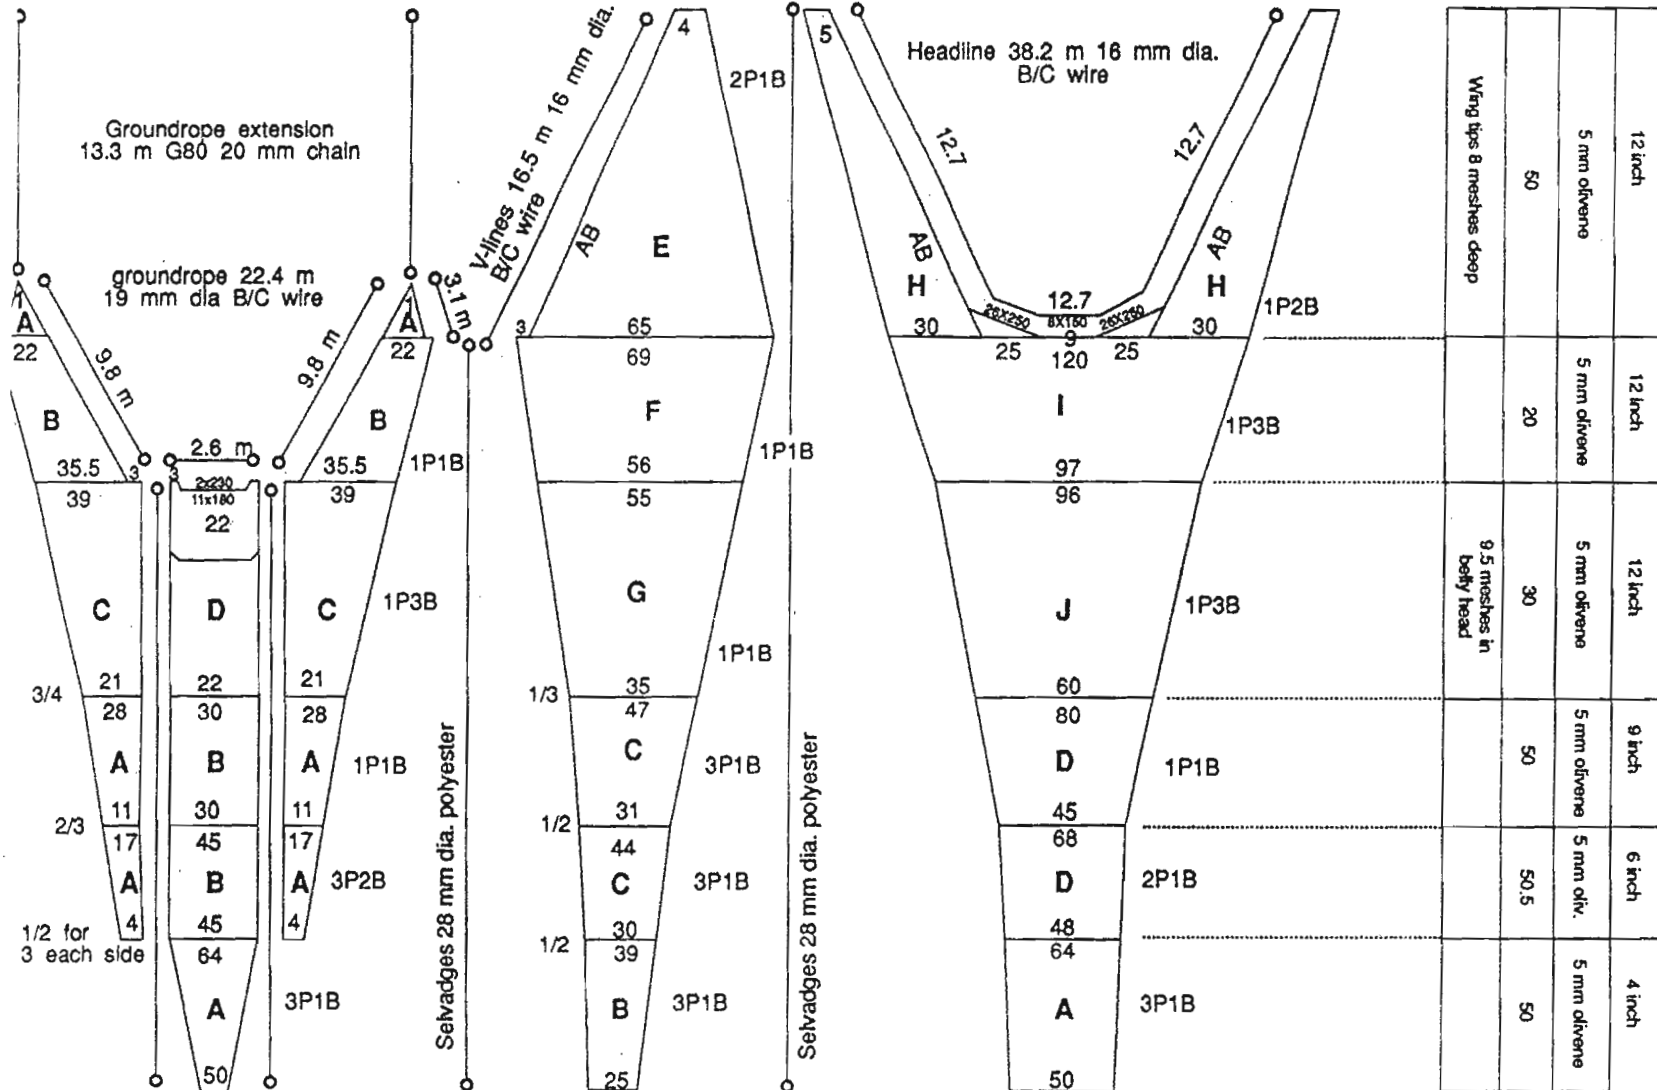 Groundrope extension
13.3 m G80 20 mm chain
groundrope 22.4 m
19 mm dia B/C wire
1
A
22
9.8 m
B
35.5
3
39
2.6 m
3
2x230
11x180
22
9.8 m
1
A
22
B
35.5
39
1P1B
C
D
C
1P3B
3/4
21
22
21
28
30
28
A
B
A
1P1B
11
30
11
2/3
17
45
17
A
B
A
3P2B
4
45
4
1/2 for
3 each side
64
A
3P1B
50
Selvadges 28 mm dia. polyester
3.1 m
V-lines 16.5 m 16 mm dia.
B/C wire
AB
4
2P1B
E
3
65
69
F
1P1B
56
55
G
1P1B
1/3
35
47
C
3P1B
1/2
31
44
C
3P1B
1/2
30
39
B
3P1B
25
Selvadges 28 mm dia. polyester
5
Headline 38.2 m 16 mm dia.
B/C wire
12.7
12.7
AB
H
AB
H
1P2B
12.7
26X250
8X150
26X250
30
9
30
25
120
25
I
1P3B
97
96
J
1P3B
60
80
D
1P1B
45
68
D
2P1B
48
64
A
3P1B
50
Wing tips 8 meshes deep
50
5 mm olivene
12 inch
20
5 mm olivene
12 inch
9.5 meshes in
belly head
30
5 mm olivene
12 inch
50
5 mm olivene
9 inch
50.5
5 mm oliv.
6 inch
50
5 mm olivene
4 inch